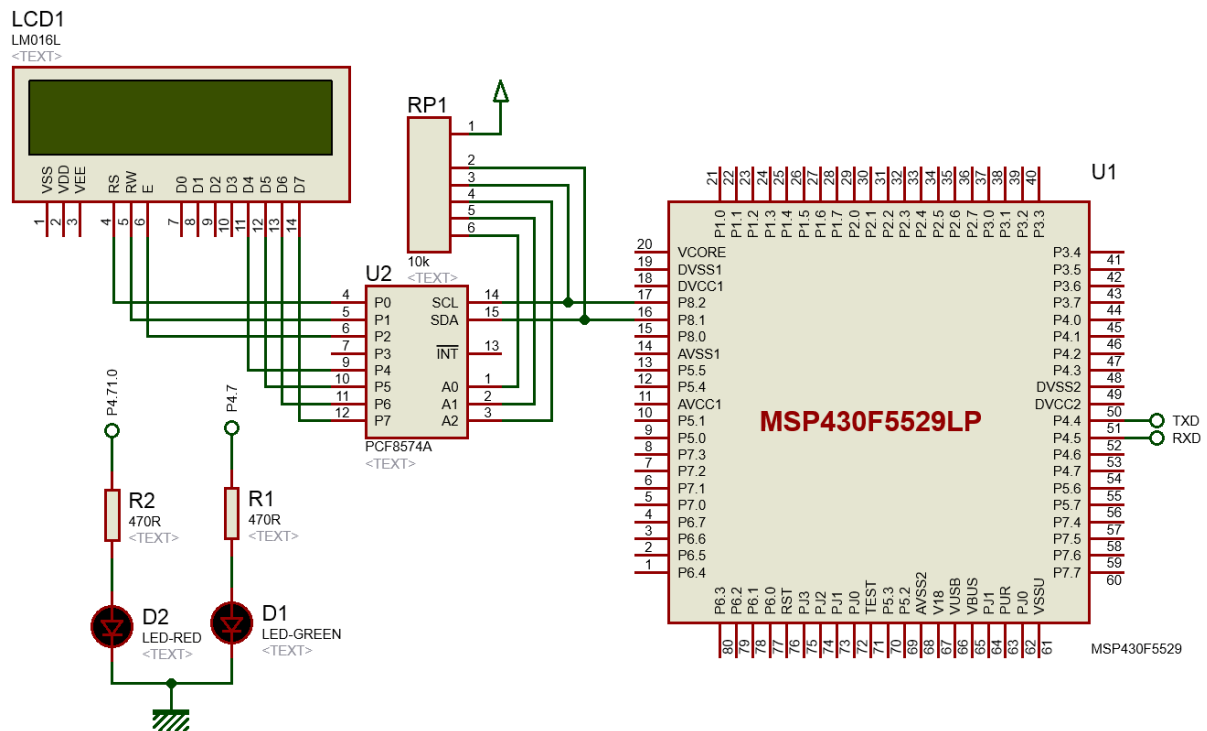 LCD1
LM016L
<TEXT>
VSS
VDD
VEE
RS
RW
E
D0
D1
D2
D3
D4
D5
D6
D7
1
2
3
4
5
6
7
8
9
10
11
12
13
14
RP1
1
2
3
4
5
6
10k
<TEXT>
U2
4 P0
5 P1
6 P2
7 P3
9 P4
10 P5
11 P6
12 P7
SCL 14
SDA 15
INT 13
A0 1
A1 2
A2 3
PCF8574A
<TEXT>
P4.71.0
P4.7
R2
470R
<TEXT>
R1
470R
<TEXT>
D2
LED-RED
<TEXT>
D1
LED-GREEN
<TEXT>
U1
21
22
23
24
25
26
27
28
29
30
31
32
33
34
35
36
37
38
39
40
P1.0
P1.1
P1.2
P1.3
P1.4
P1.5
P1.6
P1.7
P2.0
P2.1
P2.2
P2.3
P2.4
P2.5
P2.6
P2.7
P3.0
P3.1
P3.2
P3.3
20 VCORE
19 DVSS1
18 DVCC1
17 P8.2
16 P8.1
15 P8.0
14 AVSS1
13 P5.5
12 P5.4
11 AVCC1
10 P5.1
9 P5.0
8 P7.3
7 P7.2
6 P7.1
5 P7.0
4 P6.7
3 P6.6
2 P6.5
1 P6.4
MSP430F5529LP
P3.4 41
P3.5 42
P3.6 43
P3.7 44
P4.0 45
P4.1 46
P4.2 47
P4.3 48
DVSS2 49
DVCC2 50
P4.4 51
P4.5 52
P4.6 53
P4.7 54
P5.6 55
P5.7 56
P7.4 57
P7.5 58
P7.6 59
P7.7 60
TXD
RXD
P6.3
P6.2
P6.1
P6.0
RST
PJ3
PJ2
PJ1
PJ0
TEST
P5.3
P5.2
AVSS2
V18
VUSB
VBUS
PJ1
PUR
PJ0
VSSU
80
79
78
77
76
75
74
73
72
71
70
69
68
67
66
65
64
63
62
61
MSP430F5529